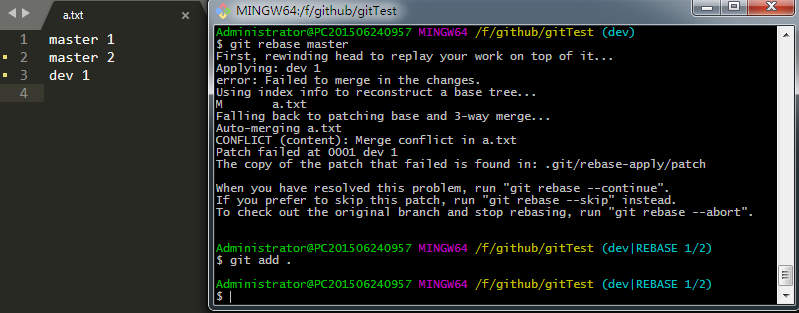 a.txt
1 master 1
2 master 2
3 dev 1
4
MINGW64:/f/github/gitTest
Administrator@PC201506240957 MINGW64 /f/github/gitTest (dev)
$ git rebase master
First, rewinding head to replay your work on top of it...
Applying: dev 1
error: Failed to merge in the changes.
Using index info to reconstruct a base tree...
M       a.txt
Falling back to patching base and 3-way merge...
Auto-merging a.txt
CONFLICT (content): Merge conflict in a.txt
Patch failed at 0001 dev 1
The copy of the patch that failed is found in: .git/rebase-apply/patch
When you have resolved this problem, run "git rebase --continue".
If you prefer to skip this patch, run "git rebase --skip" instead.
To check out the original branch and stop rebasing, run "git rebase --abort".
Administrator@PC201506240957 MINGW64 /f/github/gitTest (dev|REBASE 1/2)
$ git add .
Administrator@PC201506240957 MINGW64 /f/github/gitTest (dev|REBASE 1/2)
$